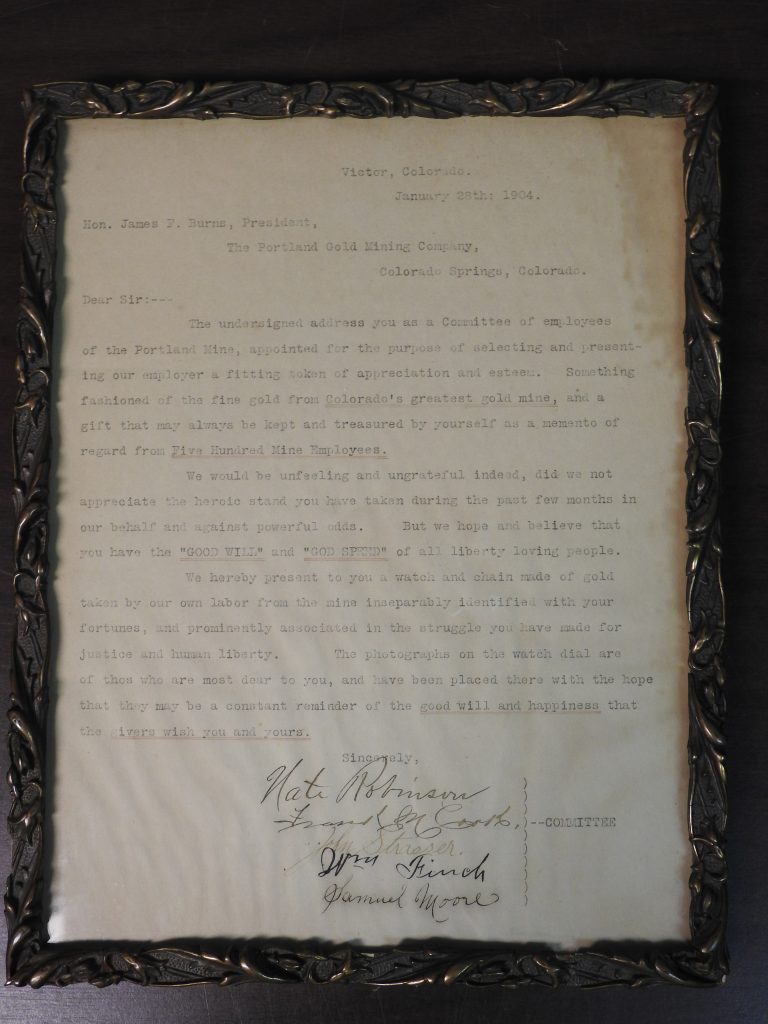 Victor, Colorado.
January 28th: 1904.
Hon. James F. Burns, President,
The Portland Gold Mining Company,
Colorado Springs, Colorado.
Dear Sir:---
The undersigned address you as a Committee of employees
of the Portland Mine, appointed for the purpose of selecting and present-
ing our employer a fitting token of appreciation and esteem. Something
fashioned of the fine gold from Colorado's greatest gold mine, and a
gift that may always be kept and treasured by yourself as a memento of
regard from Five Hundred Mine Employees.
We would be unfeeling and ungrateful indeed, did we not
appreciate the heroic stand you have taken during the past few months in
our behalf and against powerful odds. But we hope and believe that
you have the "GOOD WILL" and "GOD SPEED" of all liberty loving people.
We hereby present to you a watch and chain made of gold
taken by our own labor from the mine inseparably identified with your
fortunes, and prominently associated in the struggle you have made for
justice and human liberty. The photographs on the watch dial are
of thos who are most dear to you, and have been placed there with the hope
that they may be a constant reminder of the good will and happiness that
the givers wish you and yours.
Sincerely,
Nate Robinson
Frank M
--COMMITTEE
Wm Finch
Samuel Moore